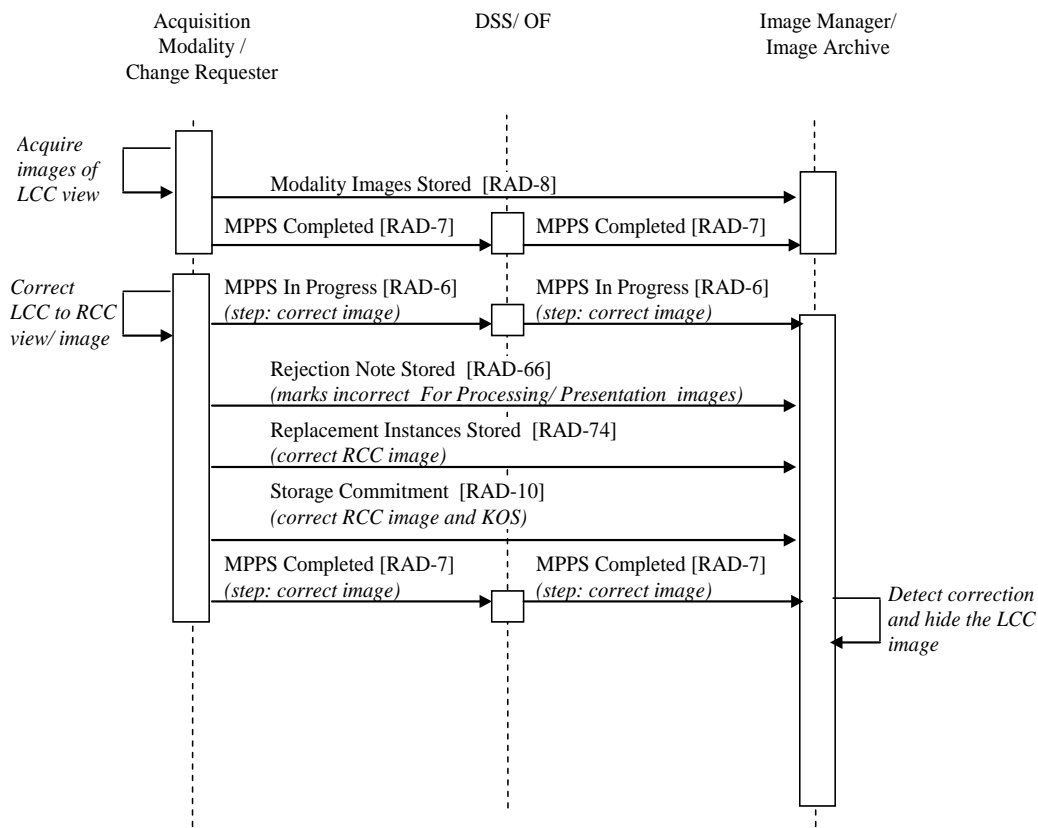 Acquisition
Modality /
Change Requester
DSS/ OF
Image Manager/
Image Archive
Acquire
images of
LCC view
Modality Images Stored [RAD-8]
MPPS Completed [RAD-7]
MPPS Completed [RAD-7]
Correct
LCC to RCC
view/ image
MPPS In Progress [RAD-6]
(step: correct image)
MPPS In Progress [RAD-6]
(step: correct image)
Rejection Note Stored [RAD-66]
(marks incorrect For Processing/ Presentation images)
Replacement Instances Stored [RAD-74]
(correct RCC image)
Storage Commitment [RAD-10]
(correct RCC image and KOS)
MPPS Completed [RAD-7]
(step: correct image)
MPPS Completed [RAD-7]
(step: correct image)
Detect correction
and hide the LCC
image